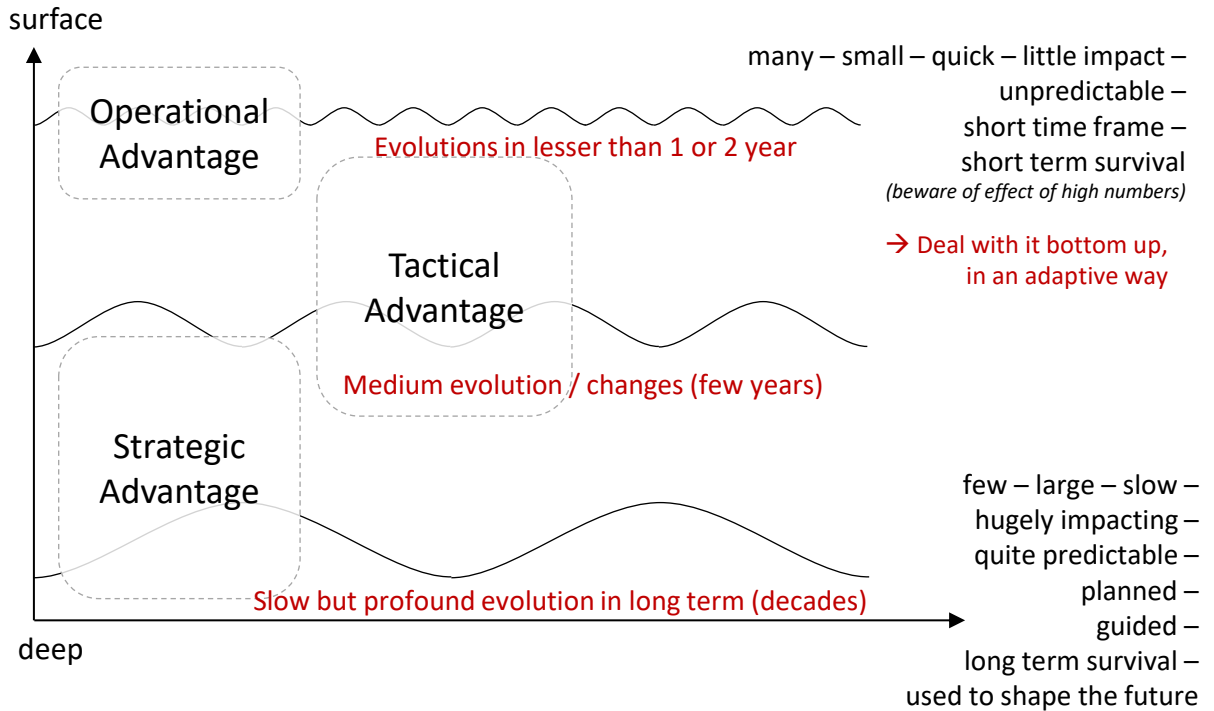 surface
many – small – quick – little impact –
unpredictable –
short time frame –
short term survival
(beware of effect of high numbers)
→ Deal with it bottom up,
in an adaptive way
Operational
Advantage
Evolutions in lesser than 1 or 2 year
Tactical
Advantage
Medium evolution / changes (few years)
Strategic
Advantage
Slow but profound evolution in long term (decades)
few – large – slow –
hugely impacting –
quite predictable –
planned –
guided –
long term survival –
used to shape the future
deep